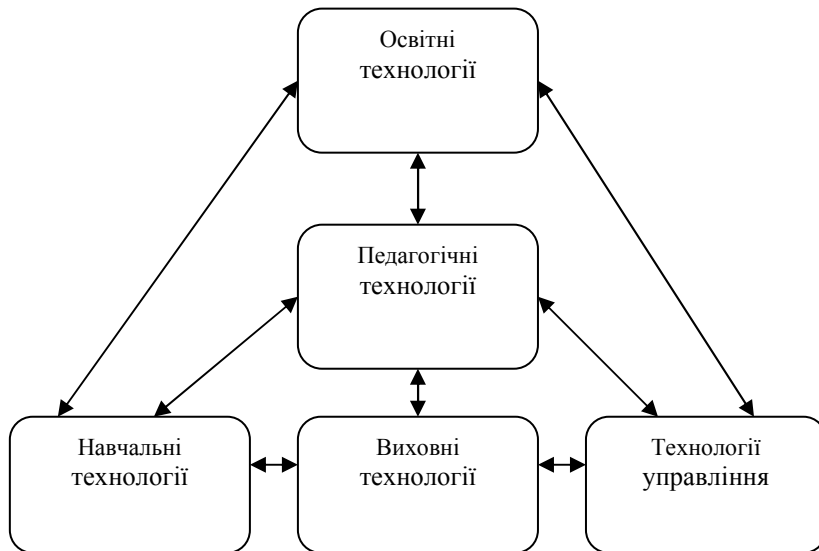 Освітні
технології
Педагогічні
технології
Навчальні
технології
Виховні
технології
Технології
управління